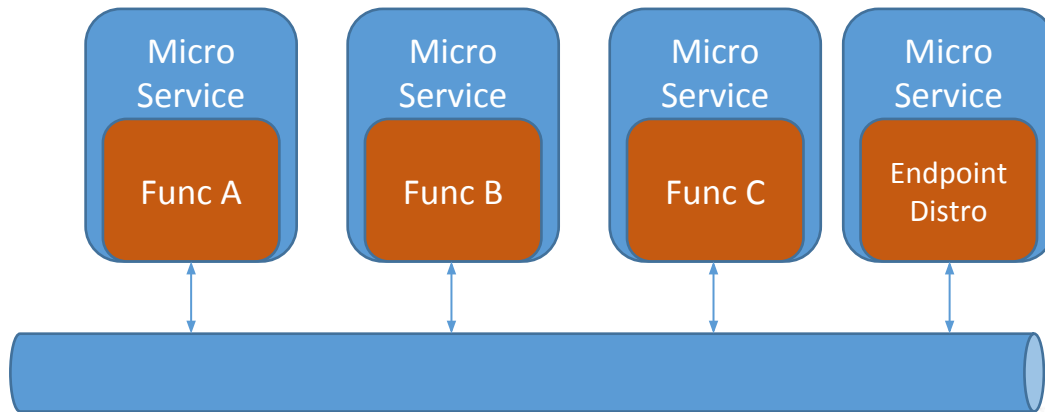 Micro
Service
Func A
Micro
Service
Func B
Micro
Service
Func C
Micro
Service
Endpoint
Distro